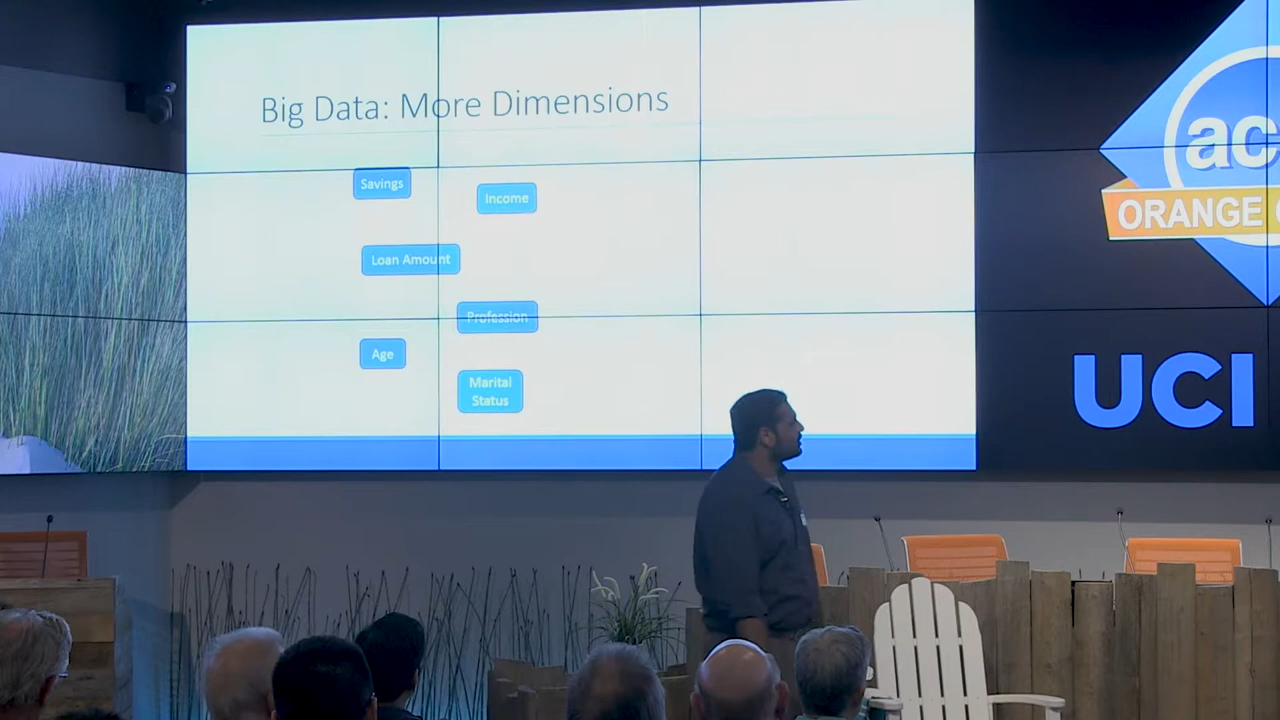 Big Data: More Dimensions
Savings
Income
Loan Amount
Profession
Age
Marital
Status
ac
ORANGE
UCI